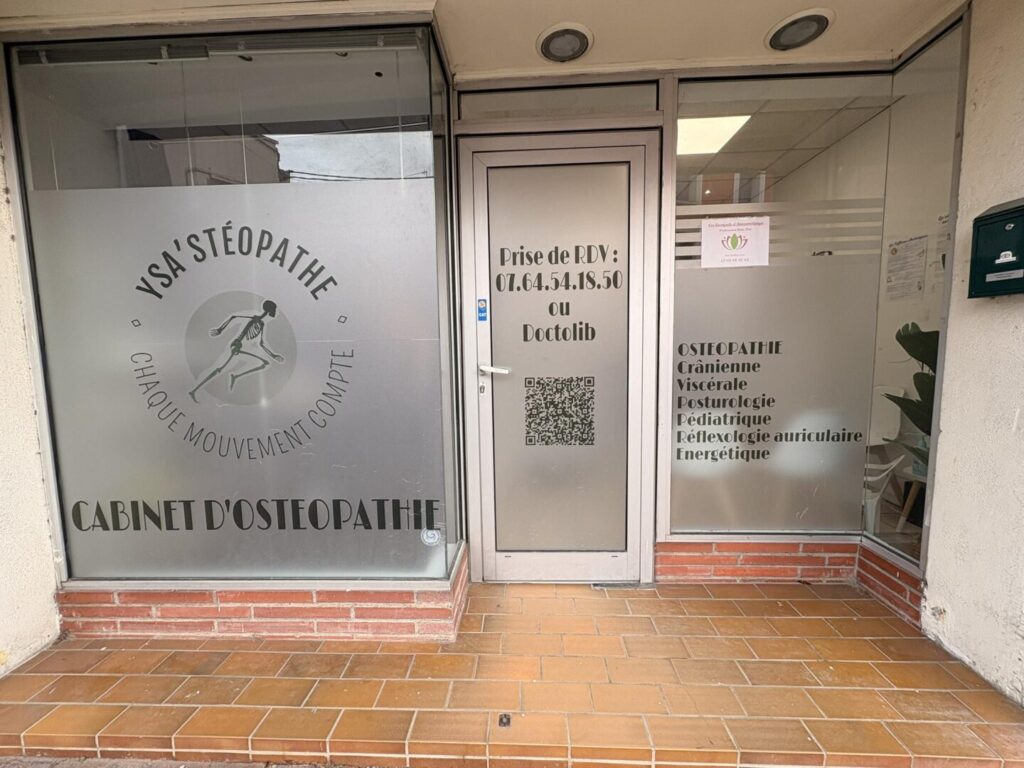 YSA'STÉOPATHE
CHAQUE MOUVEMENT COMPTE
CABINET D'OSTEOPATHIE
Prise de RDV :
07.64.54.18.50
ou
Doctolib
OSTEOPATHIE
Crânienne
Viscérale
Posturologie
Pédiatrique
Réflexologie auriculaire
Energétique